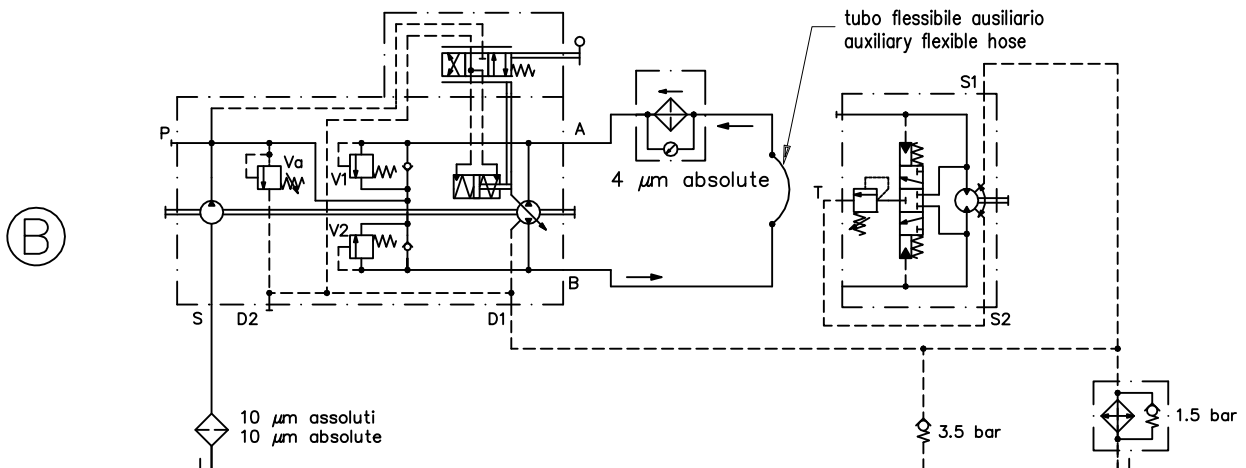 tubo flessibile ausiliario
auxiliary flexible hose
S1
P
A
Va
V1
4 μm absolute
T
B
V2
B
S
D2
D1
S2
10 μm assoluti
10 μm absolute
3.5 bar
1.5 bar